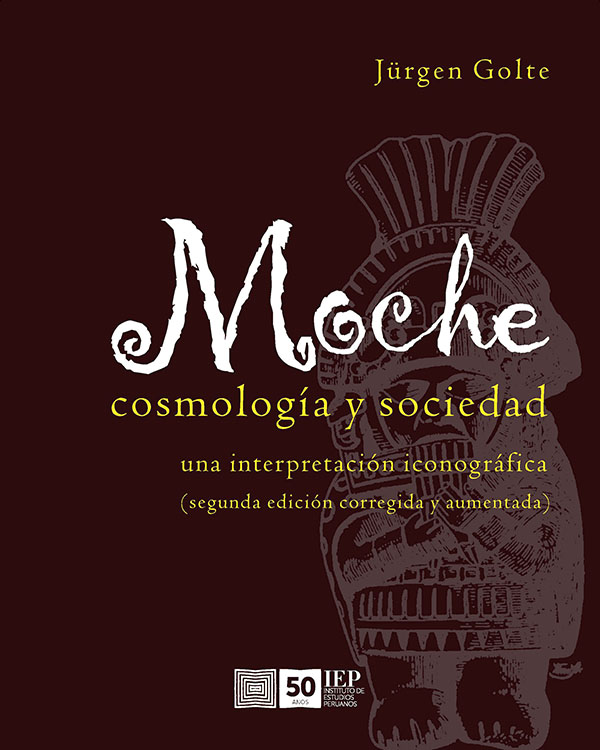 Jürgen Golte
Moche
cosmología y sociedad
una interpretación iconográfica
(segunda edición corregida y aumentada)
50
AÑOS
IEP
INSTITUTO DE
ESTUDIOS
PERUANOS